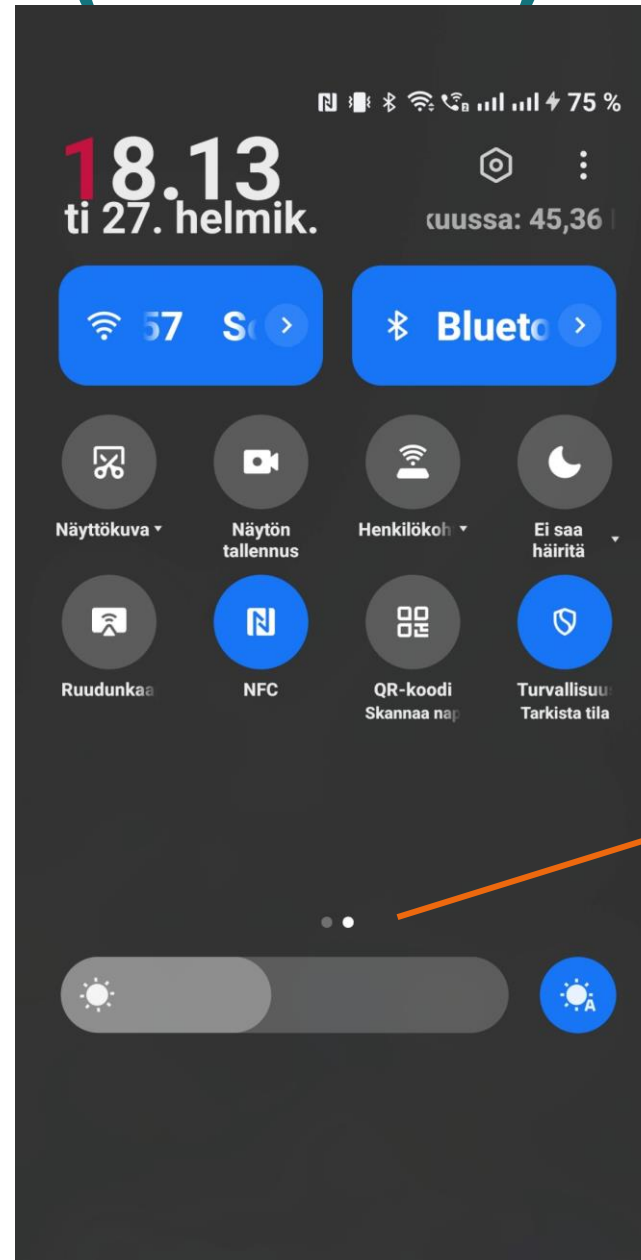 75 %
18.13
ti 27. helmik.
kuussa: 45,36
57 S
Blueto
Näyttökuva
Näytön
tallennus
Henkilökoh
Ei saa
häiritä
Ruudunkaa
NFC
QR-koodi
Skannaa nap
Turvallisuu
Tarkista tila
A